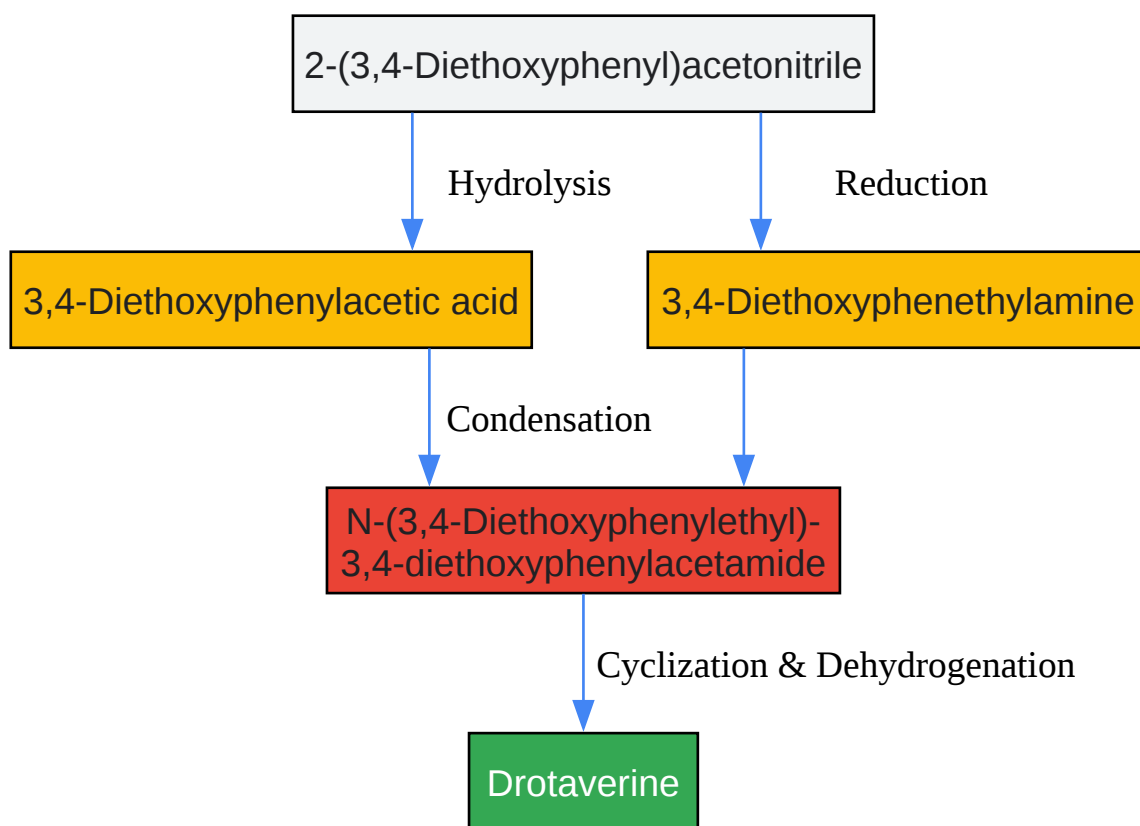 2-(3,4-Diethoxyphenyl)acetonitrile
Hydrolysis
Reduction
3,4-Diethoxyphenylacetic acid
3,4-Diethoxyphenethylamine
Condensation
N-(3,4-Diethoxyphenylethyl)-
3,4-diethoxyphenylacetamide
Cyclization & Dehydrogenation
Drotaverine